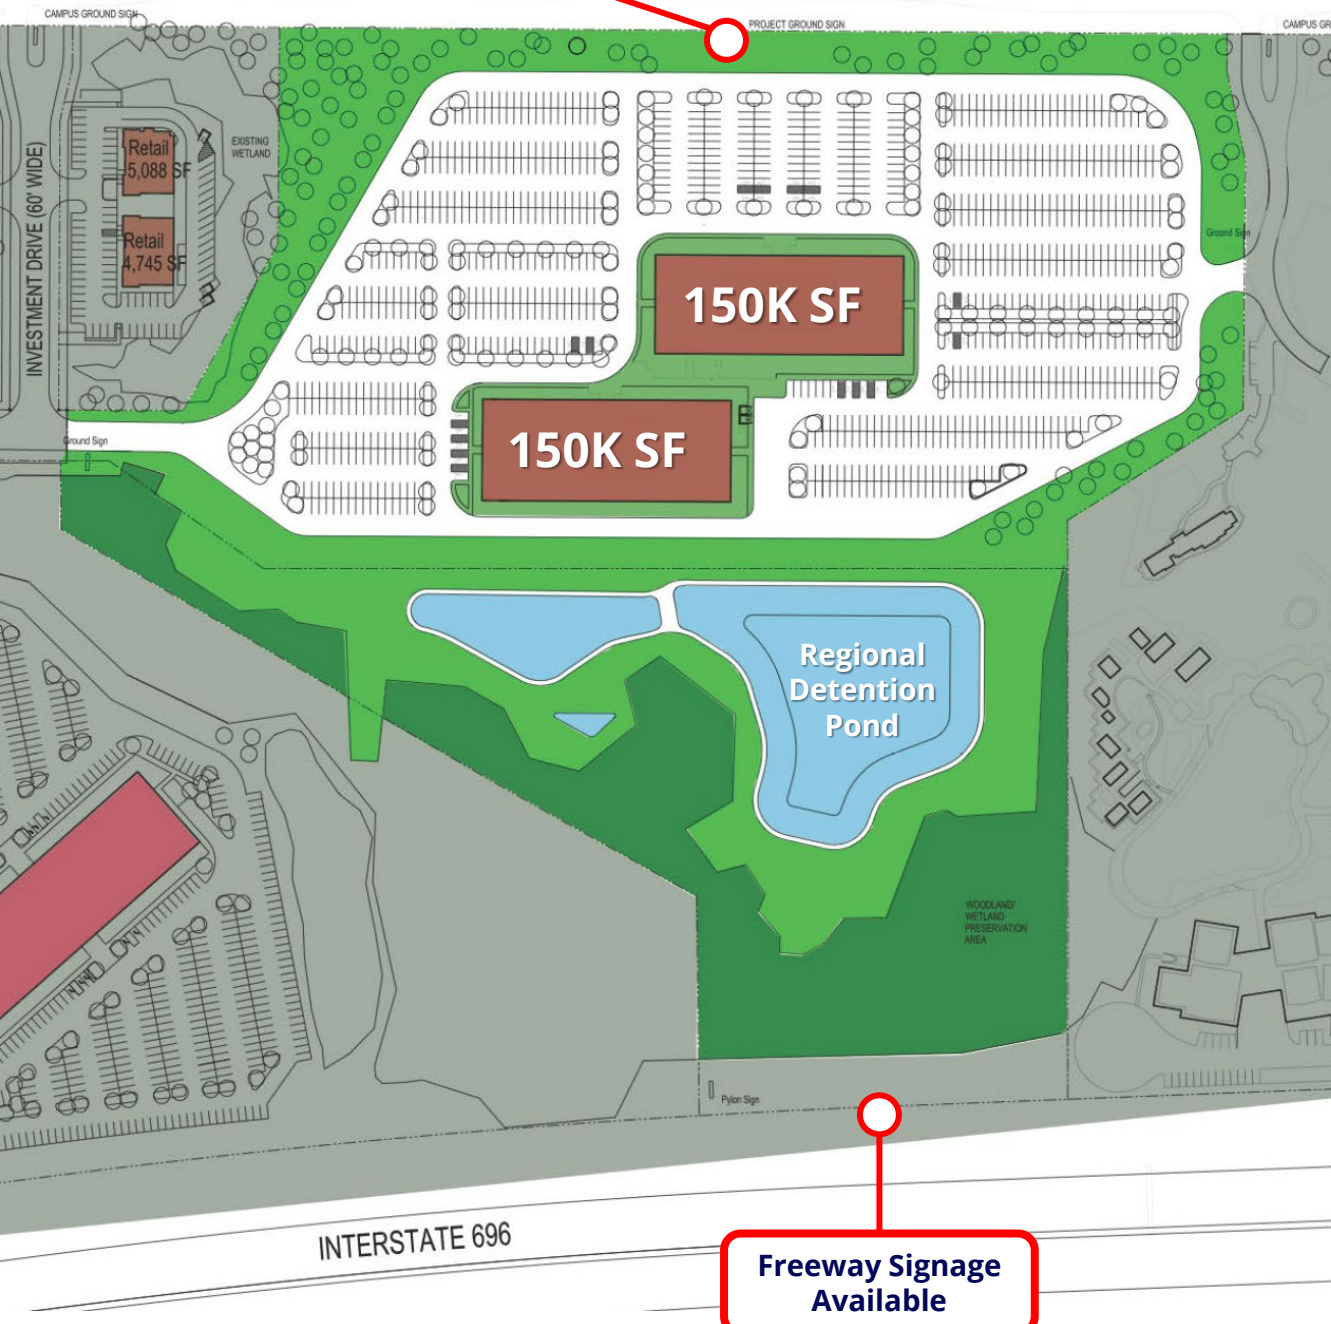 CAMPUS GROUND SIGN
PROJECT GROUND SIGN
CAMPUS GR
INVESTMENT DRIVE (60' WIDE)
Retail
5,088 SF
EXISTING
WETLAND
Retail
4,745 SF
Ground Sign
150K SF
150K SF
Ground Sign
Regional
Detention
Pond
WOODLAND/
WETLAND
PRESERVATION
AREA
Pylon Sign
INTERSTATE 696
Freeway Signage
Available